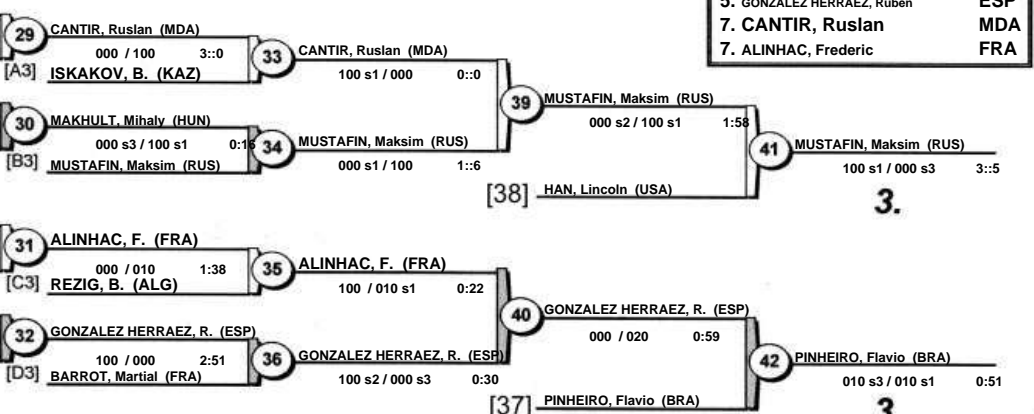 5. GONZALEZ HERRAEZ, Ruben ESP
7. CANTIR, Ruslan MDA
7. ALINHAC, Frederic FRA
29 CANTIR, Ruslan (MDA)
000 / 100 3::0
[A3] ISKAKOV, B. (KAZ)
33 CANTIR, Ruslan (MDA)
100 s1 / 000 0::0
30 MAKHULT, Mihaly (HUN)
000 s3 / 100 s1 0:16
[B3] MUSTAFIN, Maksim (RUS)
34 MUSTAFIN, Maksim (RUS)
000 s1 / 100 1::6
39 MUSTAFIN, Maksim (RUS)
000 s2 / 100 s1 1:58
[38] HAN, Lincoln (USA)
41 MUSTAFIN, Maksim (RUS)
100 s1 / 000 s3 3::5
3.
31 ALINHAC, F. (FRA)
000 / 010 1:38
[C3] REZIG, B. (ALG)
35 ALINHAC, F. (FRA)
100 / 010 s1 0:22
32 GONZALEZ HERRAEZ, R. (ESP)
100 / 000 2:51
[D3] BARROT, Martial (FRA)
36 GONZALEZ HERRAEZ, R. (ESP)
100 s2 / 000 s3 0:30
40 GONZALEZ HERRAEZ, R. (ESP)
000 / 020 0:59
[37] PINHEIRO, Flavio (BRA)
42 PINHEIRO, Flavio (BRA)
010 s3 / 010 s1 0:51
3.